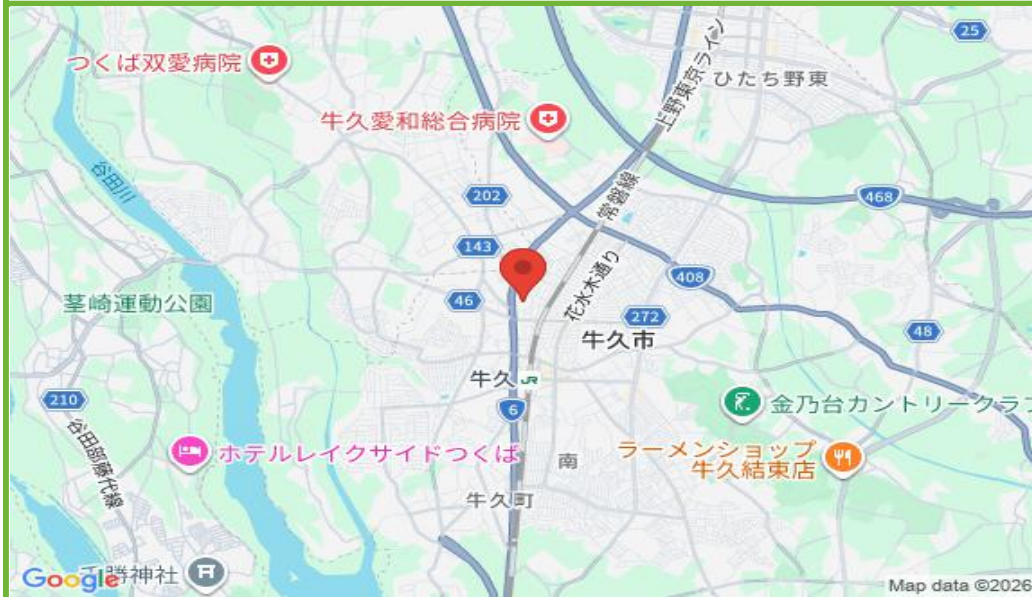 25
つくば双愛病院
ひたち野東
上野東京ライン
牛久愛和総合病院
谷田川
202
468
常磐線
143
花水木通り
408
46
茎崎運動公園
272
48
牛久市
牛久 JR
210
6
金乃台カントリークラブ
谷田部藤代線
ホテルレイクサイドつくば
ラーメンショップ
牛久結束店
南
牛久町
Google
勝神社
Map data ©2026